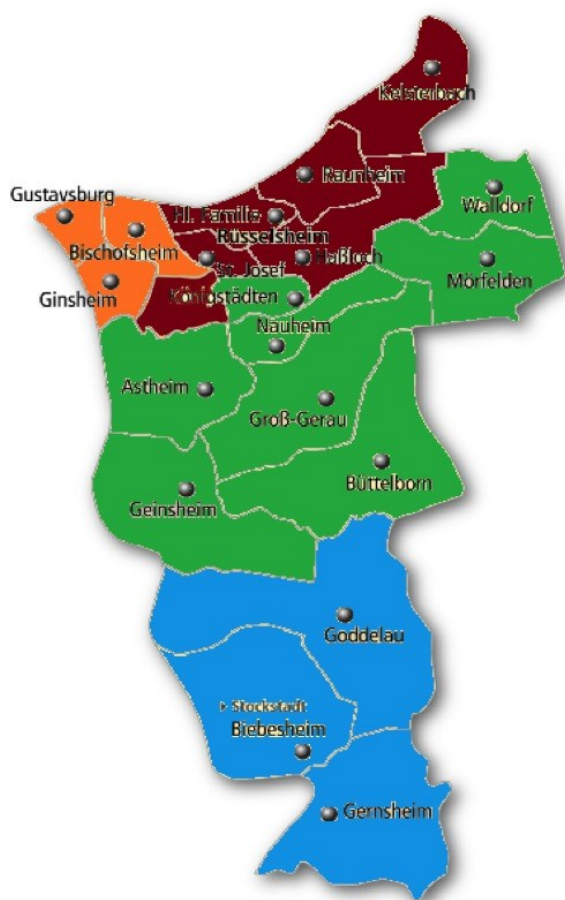 Kelsterbach
Raunheim
Walldorf
Gustavsburg
Hl. Familie
Rüsselsheim
Bischofsheim
St. Josef
Haßloch
Mörfelden
Ginsheim
Königstädten
Nauheim
Astheim
Groß-Gerau
Büttelborn
Geinsheim
Goddelau
Stockstadt
Biebesheim
Gernsheim